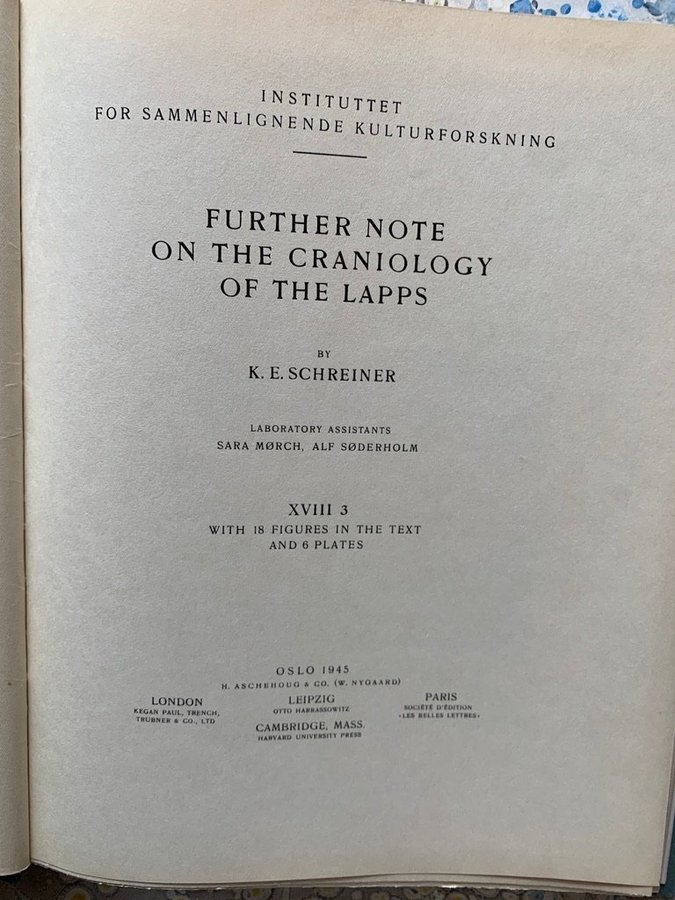 INSTITUTTET
FOR SAMMENLIGNENDE KULTURFORSKNING
FURTHER NOTE
ON THE CRANIOLOGY
OF THE LAPPS
BY
K. E. SCHREINER
LABORATORY ASSISTANTS
SARA MØRCH, ALF SØDERHOLM
XVIII 3
WITH 18 FIGURES IN THE TEXT
AND 6 PLATES
OSLO 1945
H. ASCHEHOUG & CO. (W. NYGAARD)
LONDON
KEGAN PAUL, TRENCH,
TRUBNER & CO., LTD
LEIPZIG
OTTO HARRASSOWITZ
PARIS
SOCIÉTÉ D'ÉDITION
«LES BELLES LETTRES»
CAMBRIDGE, MASS.
HARVARD UNIVERSITY PRESS